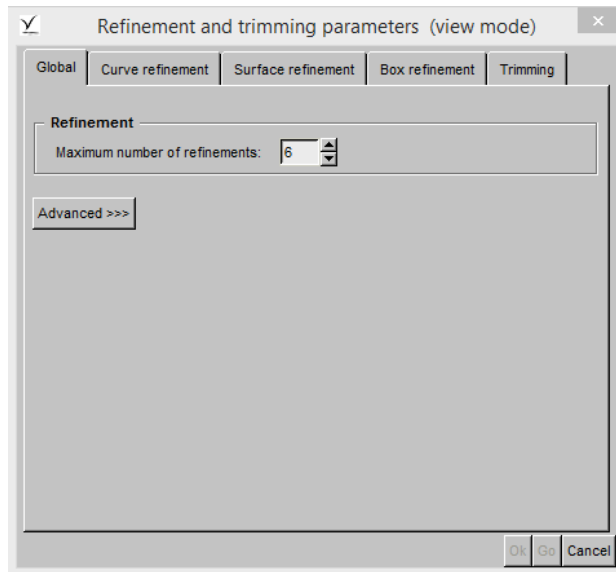 Refinement and trimming parameters (view mode)
Global Curve refinement Surface refinement Box refinement Trimming
Refinement
Maximum number of refinements: 6
Advanced >>>
Ok Go Cancel